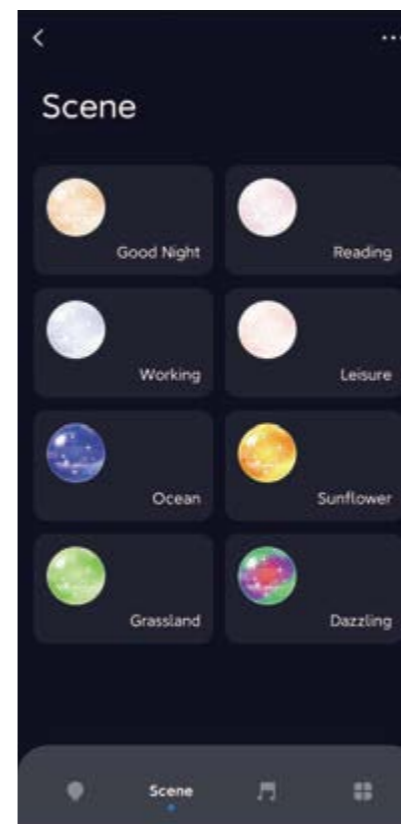 Scene
Good Night
Reading
Working
Leisure
Ocean
Sunflower
Grassland
Dazzling
Scene